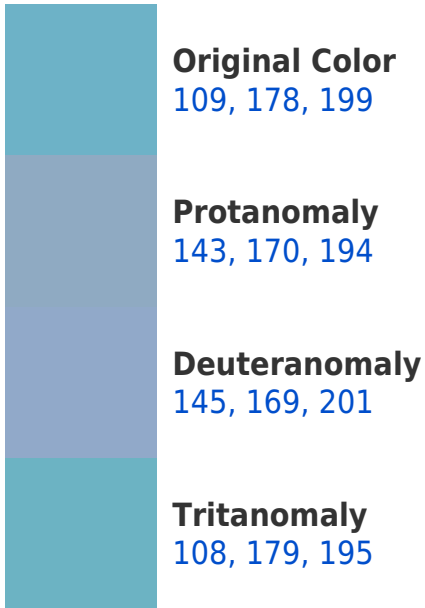 Original Color
109, 178, 199
Protanomaly
143, 170, 194
Deuteranomaly
145, 169, 201
Tritanomaly
108, 179, 195